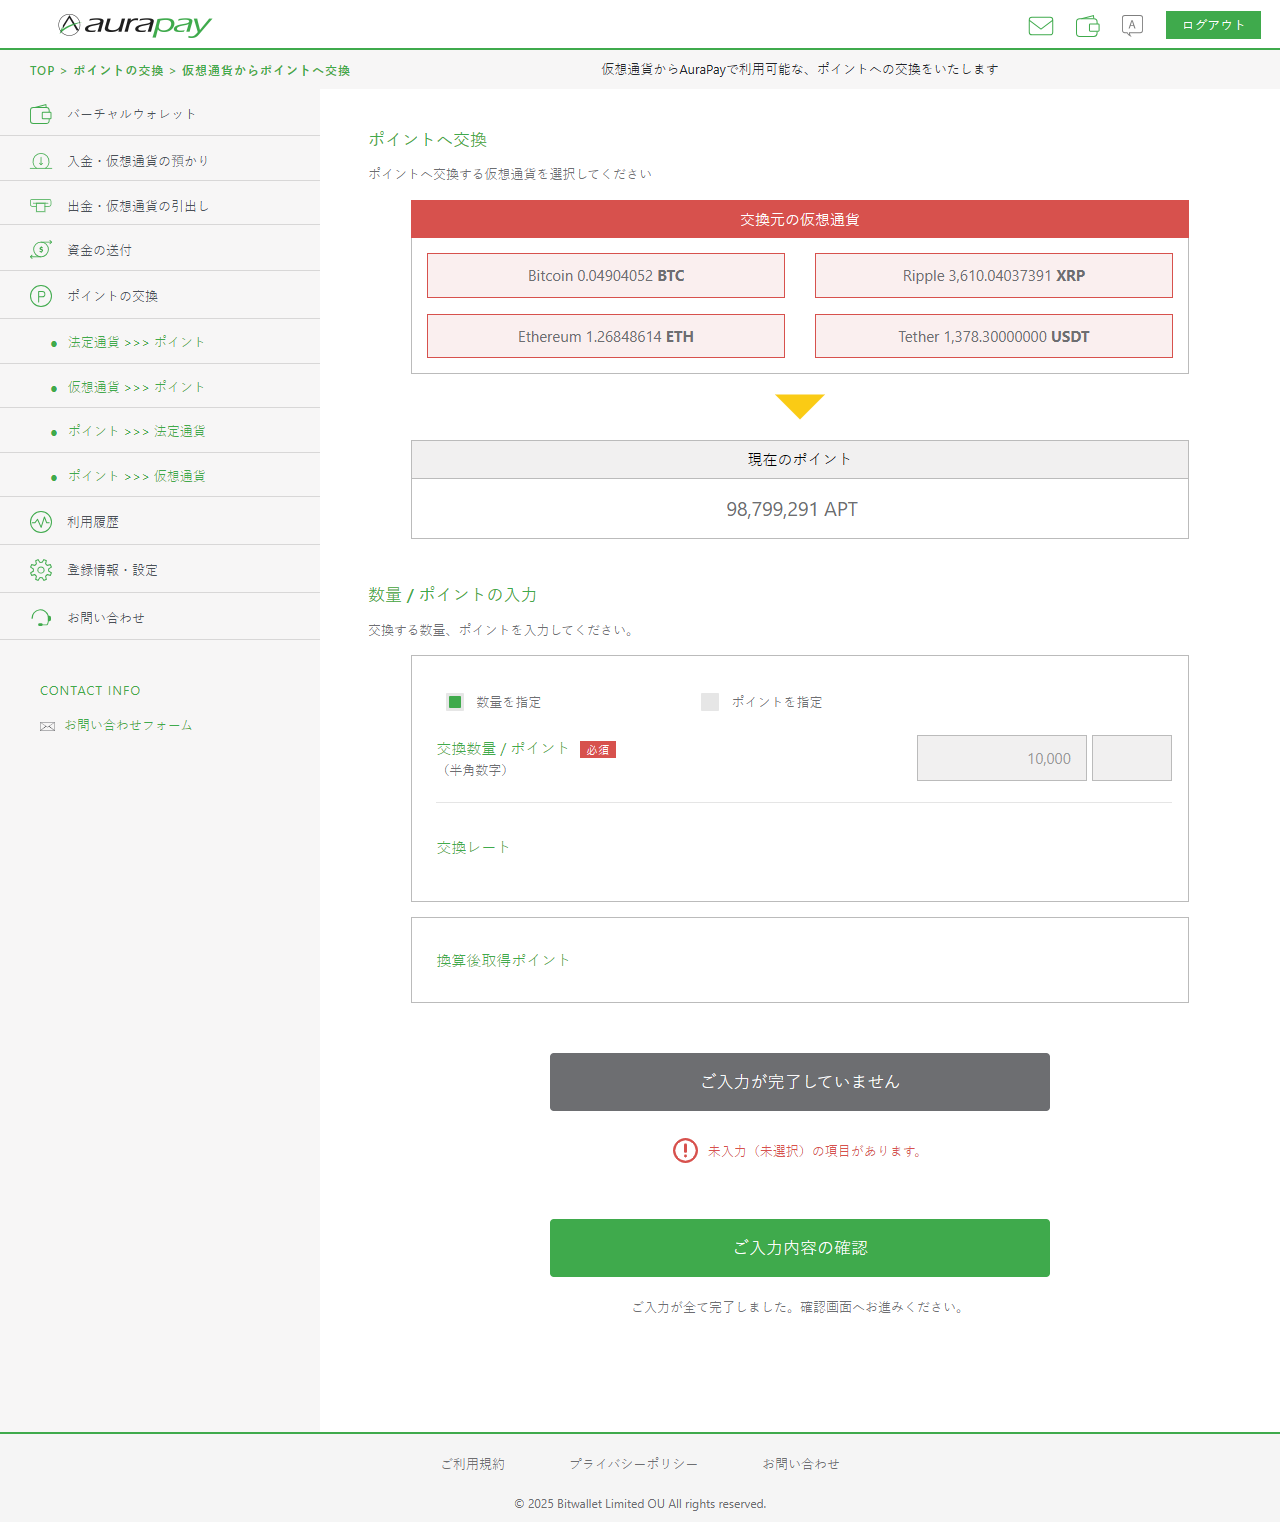 aurapay
A
ログアウト
TOP > ポイントの交換 > 仮想通貨からポイントへ交換
仮想通貨からAuraPayで利用可能な、ポイントへの交換をいたします
バーチャルウォレット
入金・仮想通貨の預かり
出金・仮想通貨の引出し
資金の送付
ポイントの交換
法定通貨 >>> ポイント
仮想通貨 >>> ポイント
ポイント >>> 法定通貨
ポイント >>> 仮想通貨
利用履歴
登録情報・設定
お問い合わせ
CONTACT INFO
お問い合わせフォーム
ポイントへ交換
ポイントへ交換する仮想通貨を選択してください
交換元の仮想通貨
Bitcoin 0.04904052 BTC
Ripple 3,610.04037391 XRP
Ethereum 1.26848614 ETH
Tether 1,378.30000000 USDT
現在のポイント
98,799,291 APT
数量 / ポイントの入力
交換する数量、ポイントを入力してください。
数量を指定
ポイントを指定
交換数量 / ポイント 必須
（半角数字）
10,000
交換レート
換算後取得ポイント
ご入力が完了していません
未入力（未選択）の項目があります。
ご入力内容の確認
ご入力が全て完了しました。確認画面へお進みください。
ご利用規約
プライバシーポリシー
お問い合わせ
© 2025 Bitwallet Limited OU All rights reserved.